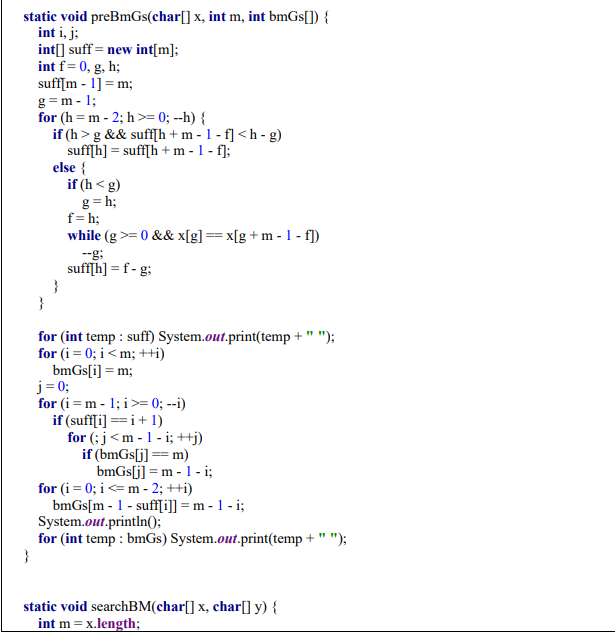 static void preBmGs(char[] x, int m, int bmGs[]) {
int i, j;
int[] suff = new int[m];
int f = 0, g, h;
suff[m - 1] = m;
g = m - 1;
for (h = m - 2; h >= 0; --h) {
if (h > g && suff[h + m - 1 - f] < h - g)
suff[h] = suff[h + m - 1 - f];
else {
if (h < g)
g = h;
f = h;
while (g >= 0 && x[g] == x[g + m - 1 - f])
--g;
suff[h] = f - g;
}
}
for (int temp : suff) System.out.print(temp + " ");
for (i = 0; i < m; ++i)
bmGs[i] = m;
j = 0;
for (i = m - 1; i >= 0; --i)
if (suff[i] == i + 1)
for (; j < m - 1 - i; ++j)
if (bmGs[j] == m)
bmGs[j] = m - 1 - i;
for (i = 0; i <= m - 2; ++i)
bmGs[m - 1 - suff[i]] = m - 1 - i;
System.out.println();
for (int temp : bmGs) System.out.print(temp + " ");
}
static void searchBM(char[] x, char[] y) {
int m = x.length;